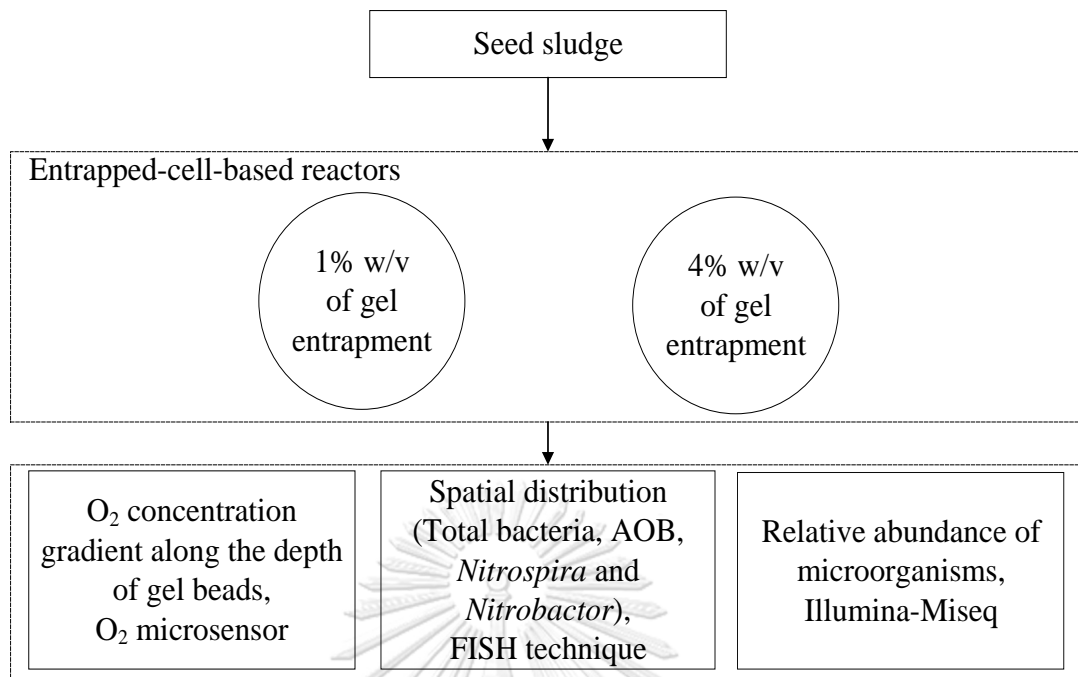 Seed sludge
Entrapped-cell-based reactors
1% w/v
of gel
entrapment
4% w/v
of gel
entrapment
O₂ concentration
gradient along the depth
of gel beads,
O₂ microsensor
Spatial distribution
(Total bacteria, AOB,
Nitrospira and
Nitrobactor),
FISH technique
Relative abundance of
microorganisms,
Illumina-Miseq